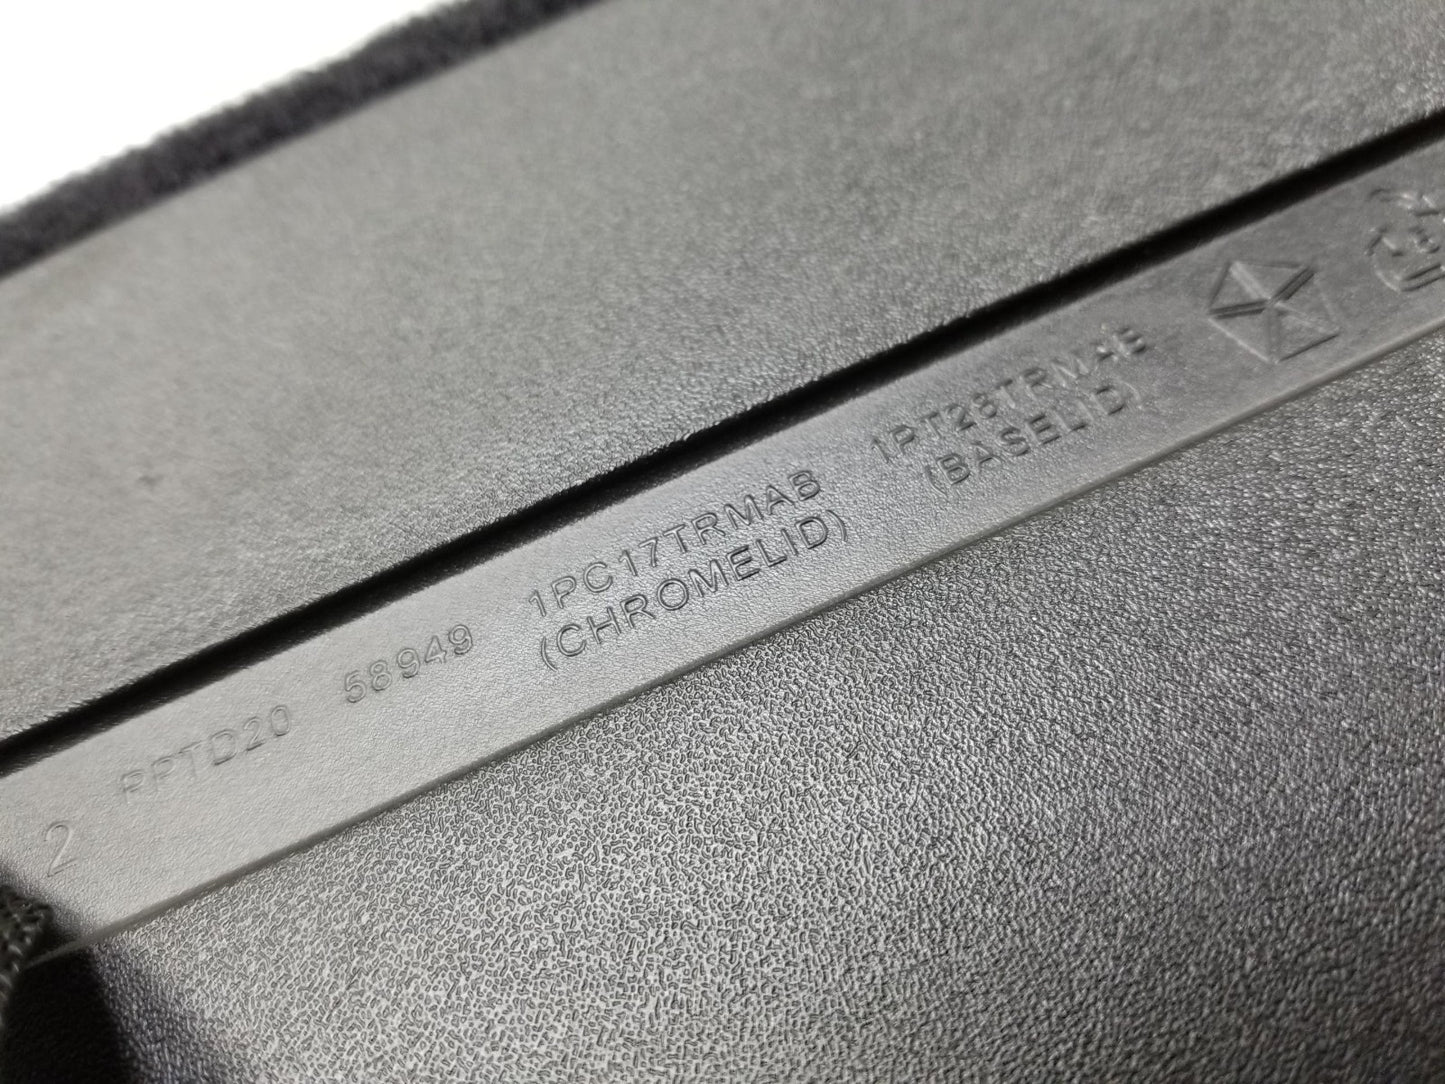 2
PPTD20
58949
1PC17TRMAB
(CHROMELID)
1PT28TRMAB
(BASELID)